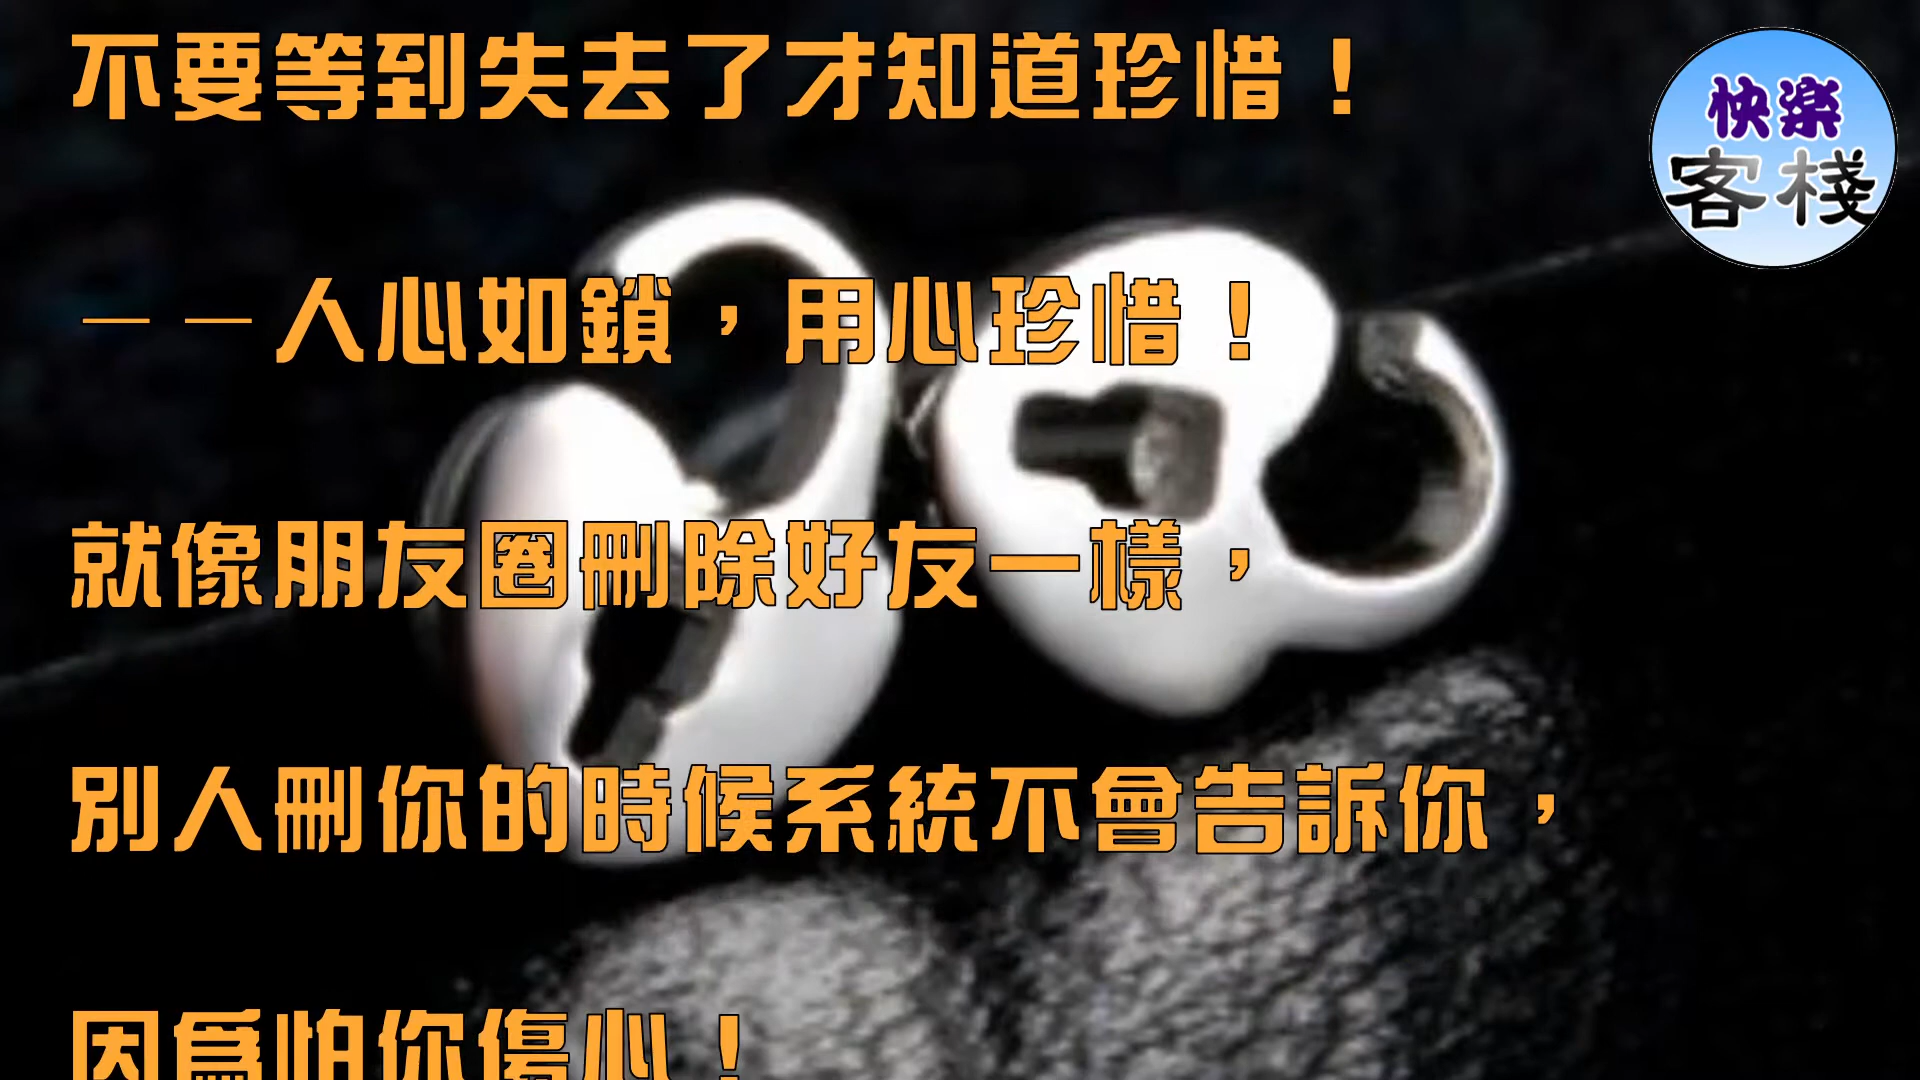 不要等到失去了才知道珍惜！
－－人心如鎖，用心珍惜！
就像朋友圈刪除好友一樣，
別人刪你的時候系統不會告訴你，
因為怕你傷心！
快樂
客棧